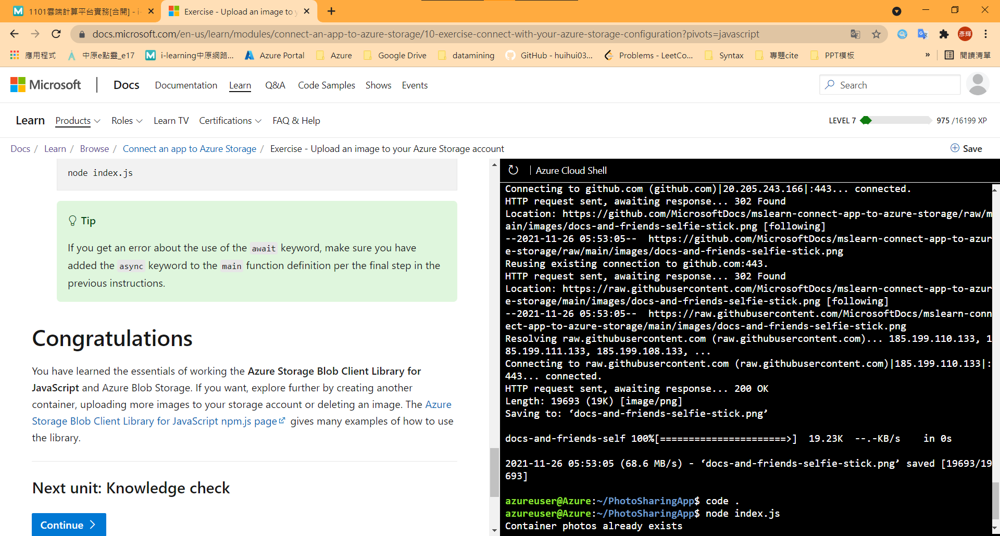 1101雲端計算平台實務[合開] - i-
Exercise - Upload an image to y
docs.microsoft.com/en-us/learn/modules/connect-an-app-to-azure-storage/10-exercise-connect-with-your-azure-storage-configuration?pivots=javascript
彥輝
應用程式
中原e點靈_e17
i-learning中原網路...
Azure Portal
Azure
Google Drive
datamining
GitHub - huihui03...
Problems - LeetCo...
Syntax
專題cite
PPT模板
»
閱讀清單
Microsoft
Docs
Documentation
Learn
Q&A
Code Samples
Shows
Events
Search
Learn
Products
Roles
Learn TV
Certifications
FAQ & Help
LEVEL 7
975 /16199 XP
Docs / Learn / Browse / Connect an app to Azure Storage / Exercise - Upload an image to your Azure Storage account
Save
node index.js
Tip
If you get an error about the use of the await keyword, make sure you have
added the async keyword to the main function definition per the final step in the
previous instructions.
Congratulations
You have learned the essentials of working the Azure Storage Blob Client Library for
JavaScript and Azure Blob Storage. If you want, explore further by creating another
container, uploading more images to your storage account or deleting an image. The Azure
Storage Blob Client Library for JavaScript npm.js page gives many examples of how to use
the library.
Next unit: Knowledge check
Continue
Azure Cloud Shell
Connecting to github.com (github.com)|20.205.243.166|:443... connected.
HTTP request sent, awaiting response... 302 Found
Location: https://github.com/MicrosoftDocs/mslearn-connect-app-to-azure-storage/raw/m
ain/images/docs-and-friends-selfie-stick.png [following]
--2021-11-26 05:53:05--  https://github.com/MicrosoftDocs/mslearn-connect-app-to-azur
e-storage/raw/main/images/docs-and-friends-selfie-stick.png
Reusing existing connection to github.com:443.
HTTP request sent, awaiting response... 302 Found
Location: https://raw.githubusercontent.com/MicrosoftDocs/mslearn-connect-app-to-azur
e-storage/main/images/docs-and-friends-selfie-stick.png [following]
--2021-11-26 05:53:05--  https://raw.githubusercontent.com/MicrosoftDocs/mslearn-conn
ect-app-to-azure-storage/main/images/docs-and-friends-selfie-stick.png
Resolving raw.githubusercontent.com (raw.githubusercontent.com)... 185.199.110.133, 1
85.199.111.133, 185.199.108.133, ...
Connecting to raw.githubusercontent.com (raw.githubusercontent.com)|185.199.110.133|:
443... connected.
HTTP request sent, awaiting response... 200 OK
Length: 19693 (19K) [image/png]
Saving to: ‘docs-and-friends-selfie-stick.png’
docs-and-friends-self 100%[======================>]  19.23K  --.-KB/s    in 0s
2021-11-26 05:53:05 (68.6 MB/s) - ‘docs-and-friends-selfie-stick.png’ saved [19693/19
693]
azureuser@Azure:~/PhotoSharingApp$ code .
azureuser@Azure:~/PhotoSharingApp$ node index.js
Container photos already exists